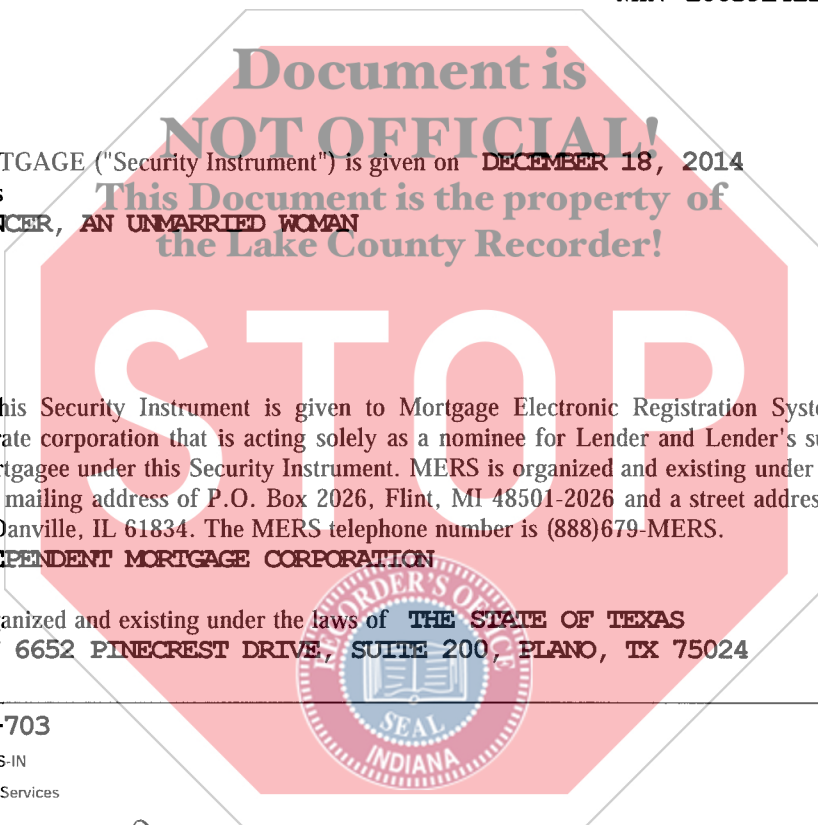 Document is
NOT OFFICIAL!
TGAGE ("Security Instrument") is given on DECEMBER 18, 2014
s
This Document is the property of
NCER, AN UNMARRIED WOMAN
the Lake County Recorder!
STOP
his Security Instrument is given to Mortgage Electronic Registration Syste
rate corporation that is acting solely as a nominee for Lender and Lender's su
rtgagee under this Security Instrument. MERS is organized and existing under
mailing address of P.O. Box 2026, Flint, MI 48501-2026 and a street addres
Danville, IL 61834. The MERS telephone number is (888)679-MERS.
EPENDENT MORTGAGE CORPORATION
anized and existing under the laws of THE STATE OF TEXAS
6652 PINECREST DRIVE, SUITE 200, PLANO, TX 75024
RECORDER'S OFFICE
SEAL
INDIANA
-703
S-IN
Services